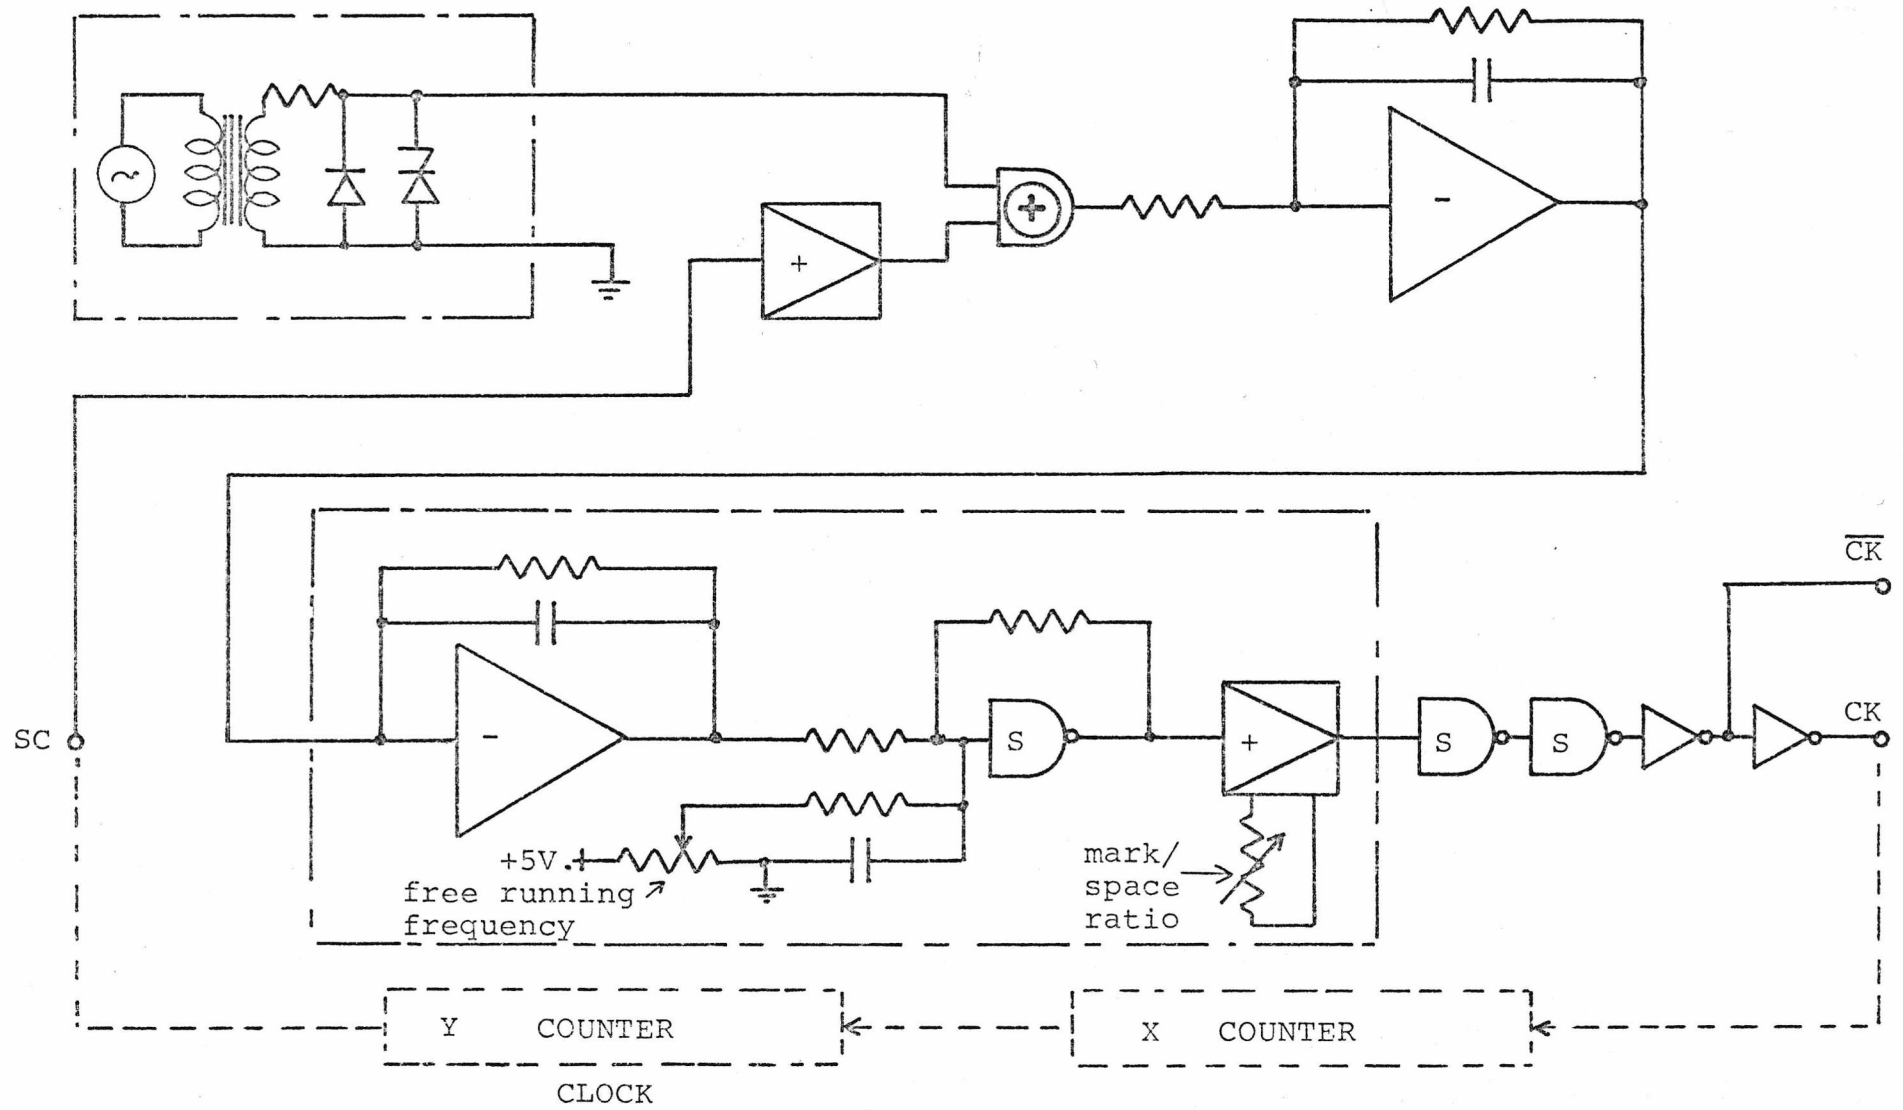 +
-
+
CK
SC
-
S
+
S
S
CK
+5V.
free running
frequency
mark/
space
ratio
Y COUNTER
X COUNTER
CLOCK